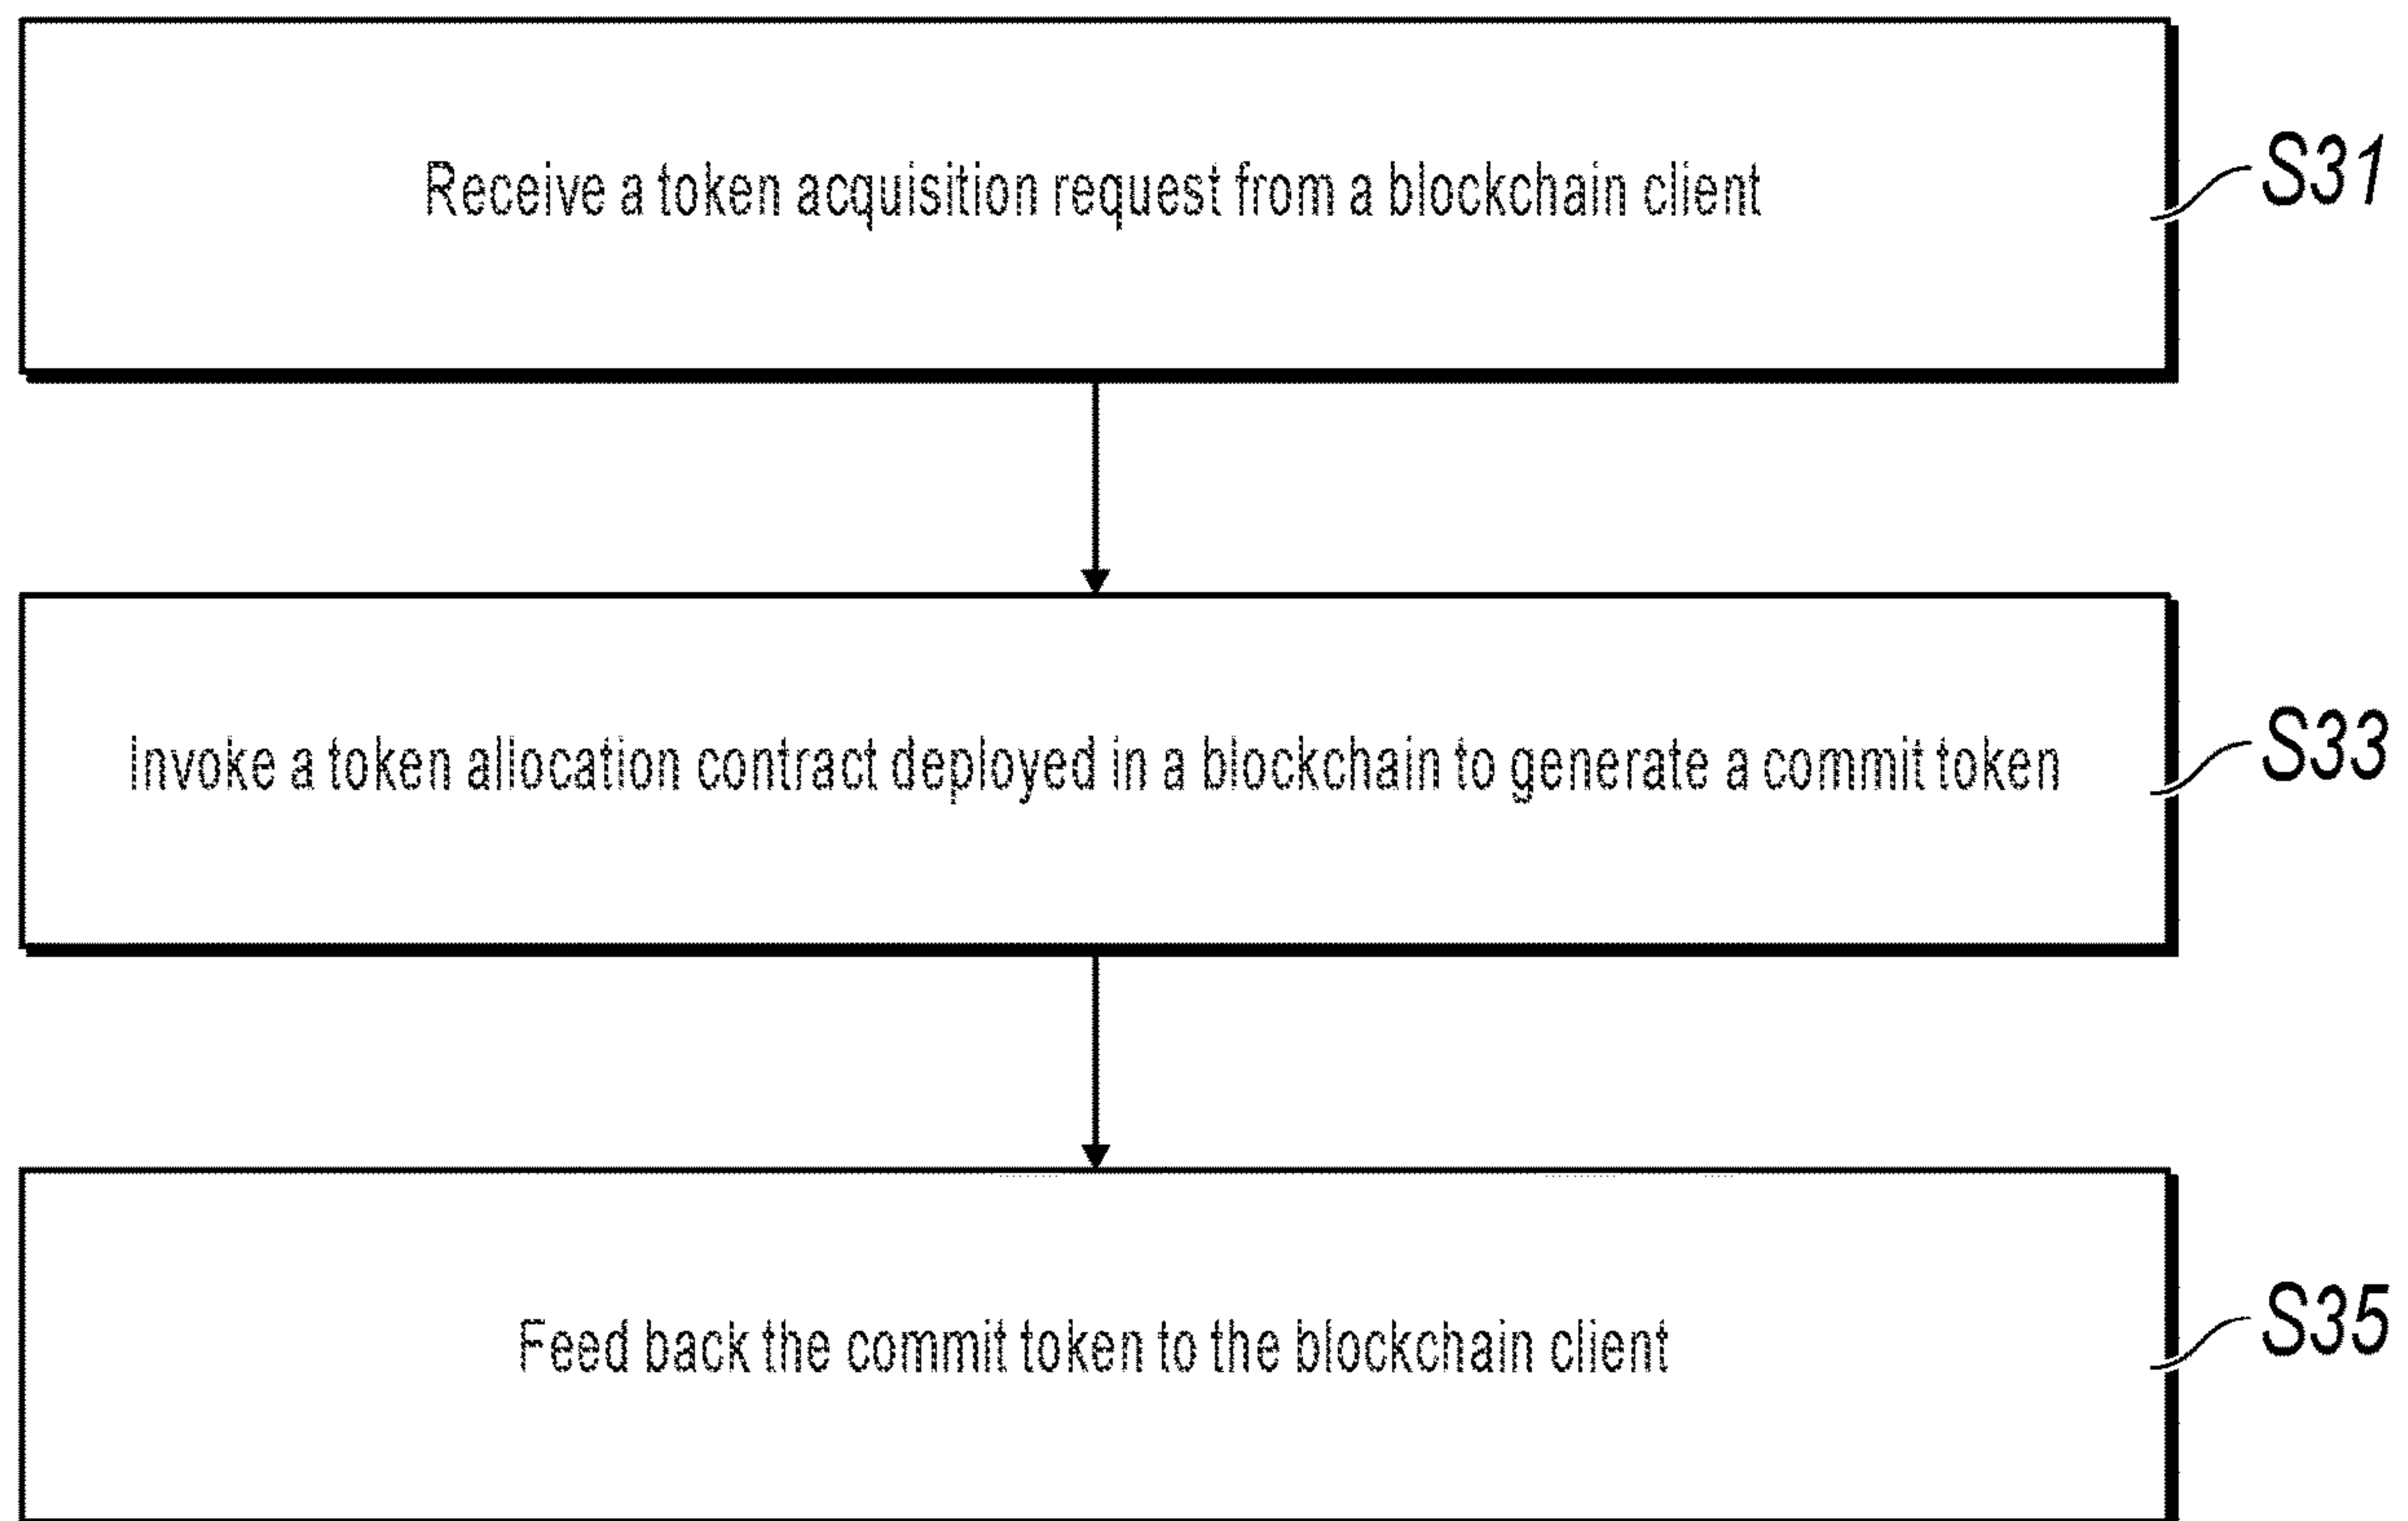 Receive a token acquisition request from a blockchain client
S31
Invoke a token allocation contract deployed in a blockchain to generate a commit token
S33
Feed back the commit token to the blockchain client
S35